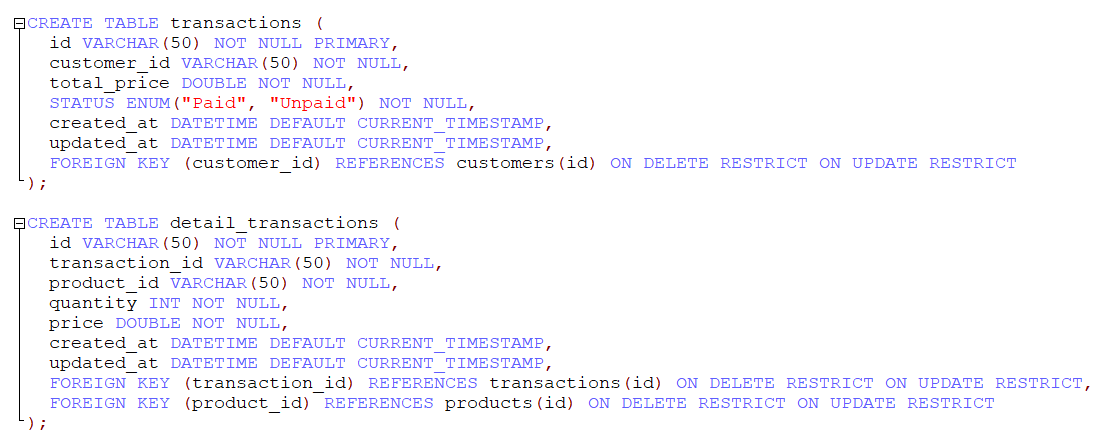 CREATE TABLE transactions (
id VARCHAR(50) NOT NULL PRIMARY,
customer_id VARCHAR(50) NOT NULL,
total_price DOUBLE NOT NULL,
STATUS ENUM("Paid", "Unpaid") NOT NULL,
created_at DATETIME DEFAULT CURRENT_TIMESTAMP,
updated_at DATETIME DEFAULT CURRENT_TIMESTAMP,
FOREIGN KEY (customer_id) REFERENCES customers(id) ON DELETE RESTRICT ON UPDATE RESTRICT
);
CREATE TABLE detail_transactions (
id VARCHAR(50) NOT NULL PRIMARY,
transaction_id VARCHAR(50) NOT NULL,
product_id VARCHAR(50) NOT NULL,
quantity INT NOT NULL,
price DOUBLE NOT NULL,
created_at DATETIME DEFAULT CURRENT_TIMESTAMP,
updated_at DATETIME DEFAULT CURRENT_TIMESTAMP,
FOREIGN KEY (transaction_id) REFERENCES transactions(id) ON DELETE RESTRICT ON UPDATE RESTRICT,
FOREIGN KEY (product_id) REFERENCES products(id) ON DELETE RESTRICT ON UPDATE RESTRICT
);